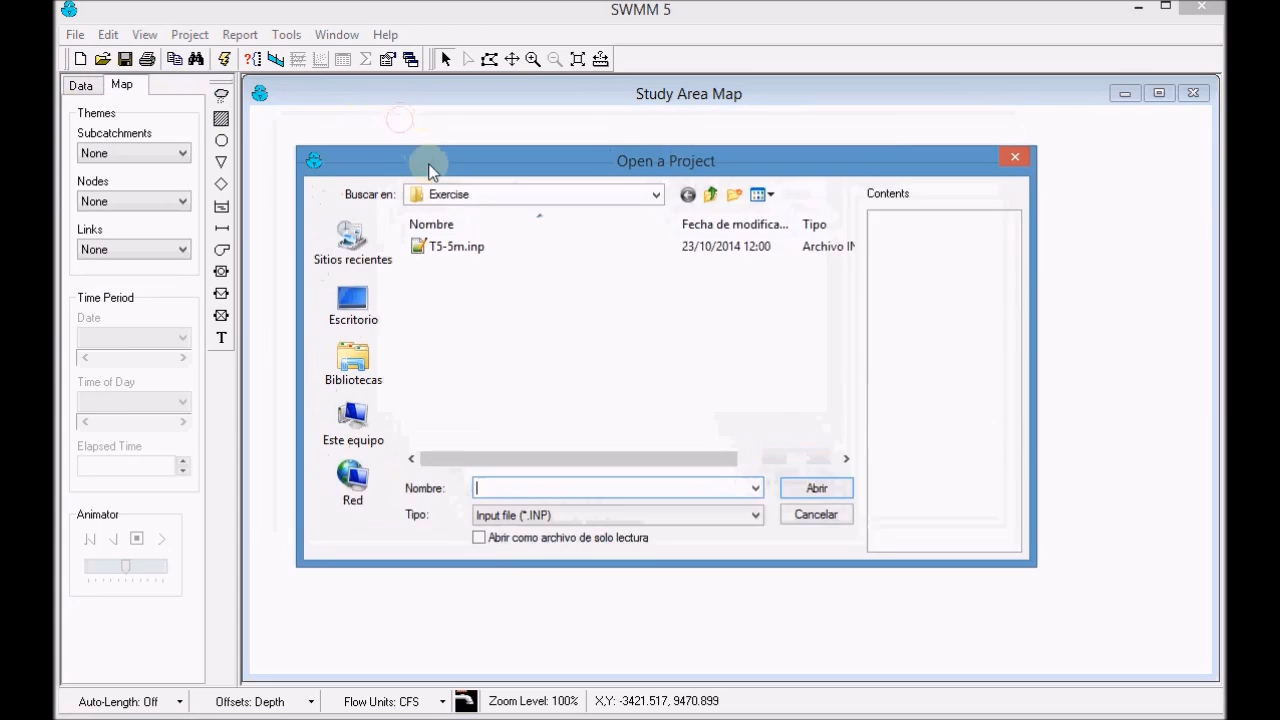 SWMM 5
File Edit View Project Report Tools Window Help
Data Map
Study Area Map
Themes
Subcatchments
None
Nodes
None
Links
None
Time Period
Date
Time of Day
Elapsed Time
Animator
T
Open a Project
Buscar en: Exercise
Contents
Nombre Fecha de modifica... Tipo
T5-5m.inp 23/10/2014 12:00 Archivo IN
Sitios recientes
Escritorio
Bibliotecas
Este equipo
Red
Nombre: Abrir
Tipo: Input file (*.INP) Cancelar
Abrir como archivo de solo lectura
Auto-Length: Off Offsets: Depth Flow Units: CFS Zoom Level: 100% X,Y: -3421.517, 9470.899